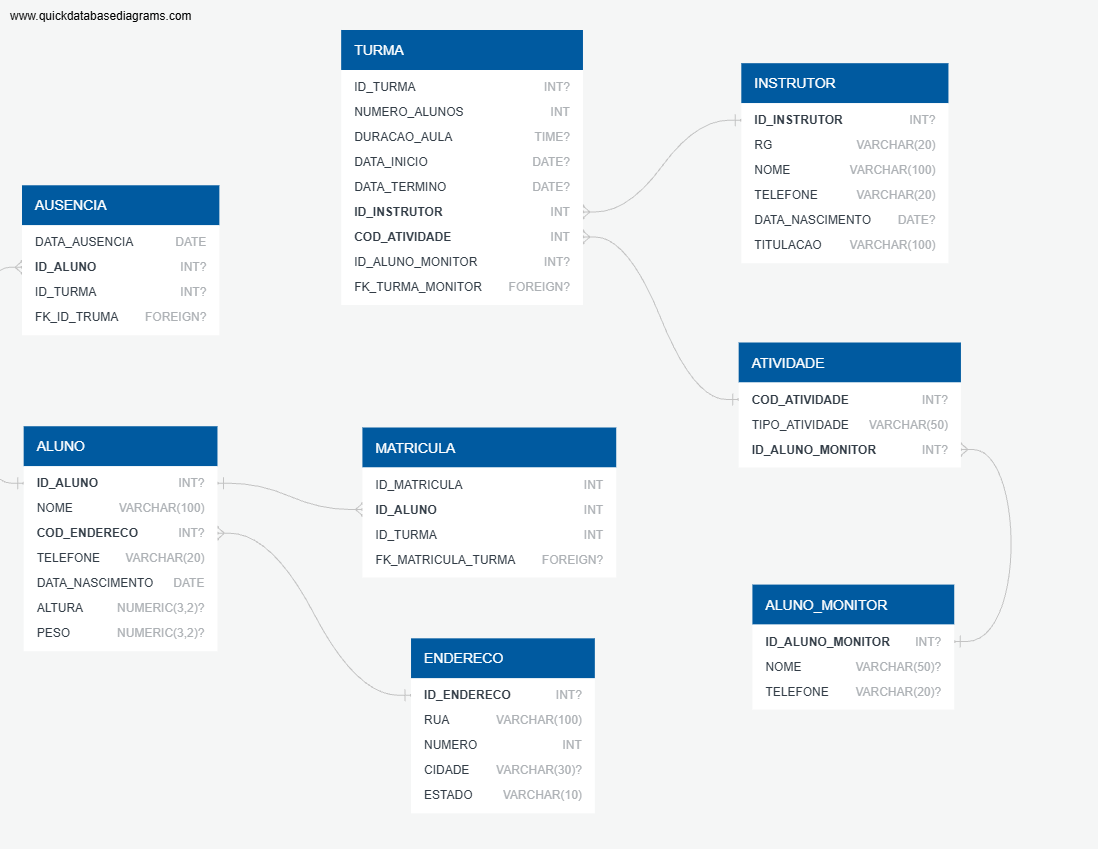 www.quickdatabasediagrams.com
TURMA
ID_TURMA INT?
NUMERO_ALUNOS INT
DURACAO_AULA TIME?
DATA_INICIO DATE?
DATA_TERMINO DATE?
ID_INSTRUTOR INT
COD_ATIVIDADE INT
ID_ALUNO_MONITOR INT?
FK_TURMA_MONITOR FOREIGN?
INSTRUTOR
ID_INSTRUTOR INT?
RG VARCHAR(20)
NOME VARCHAR(100)
TELEFONE VARCHAR(20)
DATA_NASCIMENTO DATE?
TITULACAO VARCHAR(100)
AUSENCIA
DATA_AUSENCIA DATE
ID_ALUNO INT?
ID_TURMA INT?
FK_ID_TRUMA FOREIGN?
ATIVIDADE
COD_ATIVIDADE INT?
TIPO_ATIVIDADE VARCHAR(50)
ID_ALUNO_MONITOR INT?
ALUNO
ID_ALUNO INT?
NOME VARCHAR(100)
COD_ENDERECO INT?
TELEFONE VARCHAR(20)
DATA_NASCIMENTO DATE
ALTURA NUMERIC(3,2)?
PESO NUMERIC(3,2)?
MATRICULA
ID_MATRICULA INT
ID_ALUNO INT
ID_TURMA INT
FK_MATRICULA_TURMA FOREIGN?
ALUNO_MONITOR
ID_ALUNO_MONITOR INT?
NOME VARCHAR(50)?
TELEFONE VARCHAR(20)?
ENDERECO
ID_ENDERECO INT?
RUA VARCHAR(100)
NUMERO INT
CIDADE VARCHAR(30)?
ESTADO VARCHAR(10)